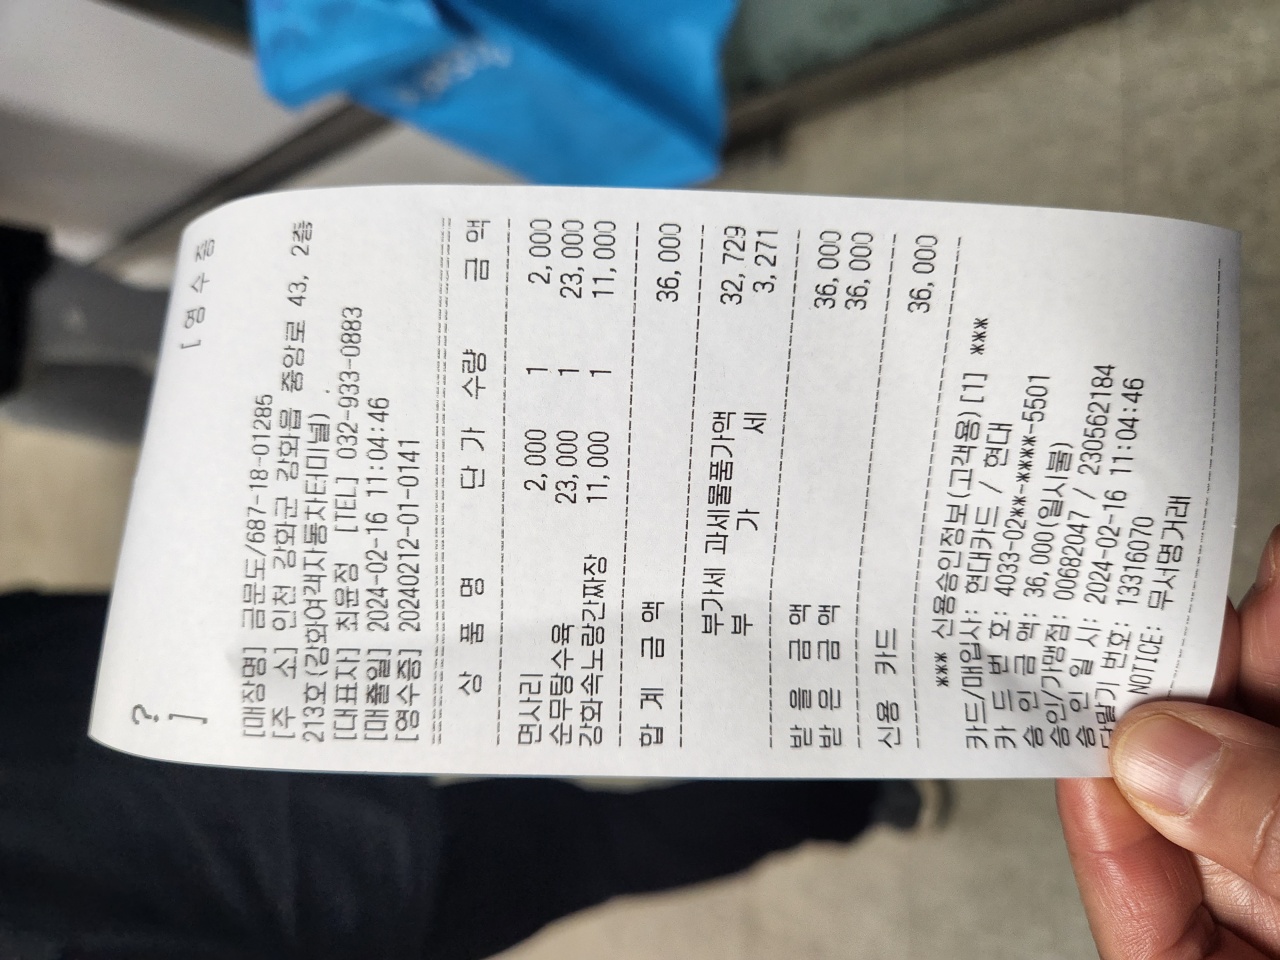 ?
]
[영 수 증]
[매장명] 금문도/687-18-01285
[주 소] 인천 강화군 강화읍 중앙로 43, 2층
213호(강화여객자동차터미널)
[대표자] 최윤정 [TEL] 032-933-0883
[매출일] 2024-02-16 11:04:46
[영수증] 20240212-01-0141
상 품 명 단 가 수량 금 액
면사리 2,000 1 2,000
순무탕수육 23,000 1 23,000
강화속노랑간짜장 11,000 1 11,000
합 계 금 액 36,000
부가세 과세물품가액 32,729
부 가 세 3,271
받 을 금 액 36,000
받 은 금 액 36,000
신용 카드 36,000
*** 신용승인정보(고객용) [1] ***
카드/매입사: 현대카드 / 현대
카 드 번 호: 4033-02**-****-5501
승 인 금 액: 36,000(일시불)
승인/가맹점: 00682047 / 230562184
승 인 일 시: 2024-02-16 11:04:46
단말기 번호: 13316070
NOTICE: 무서명거래